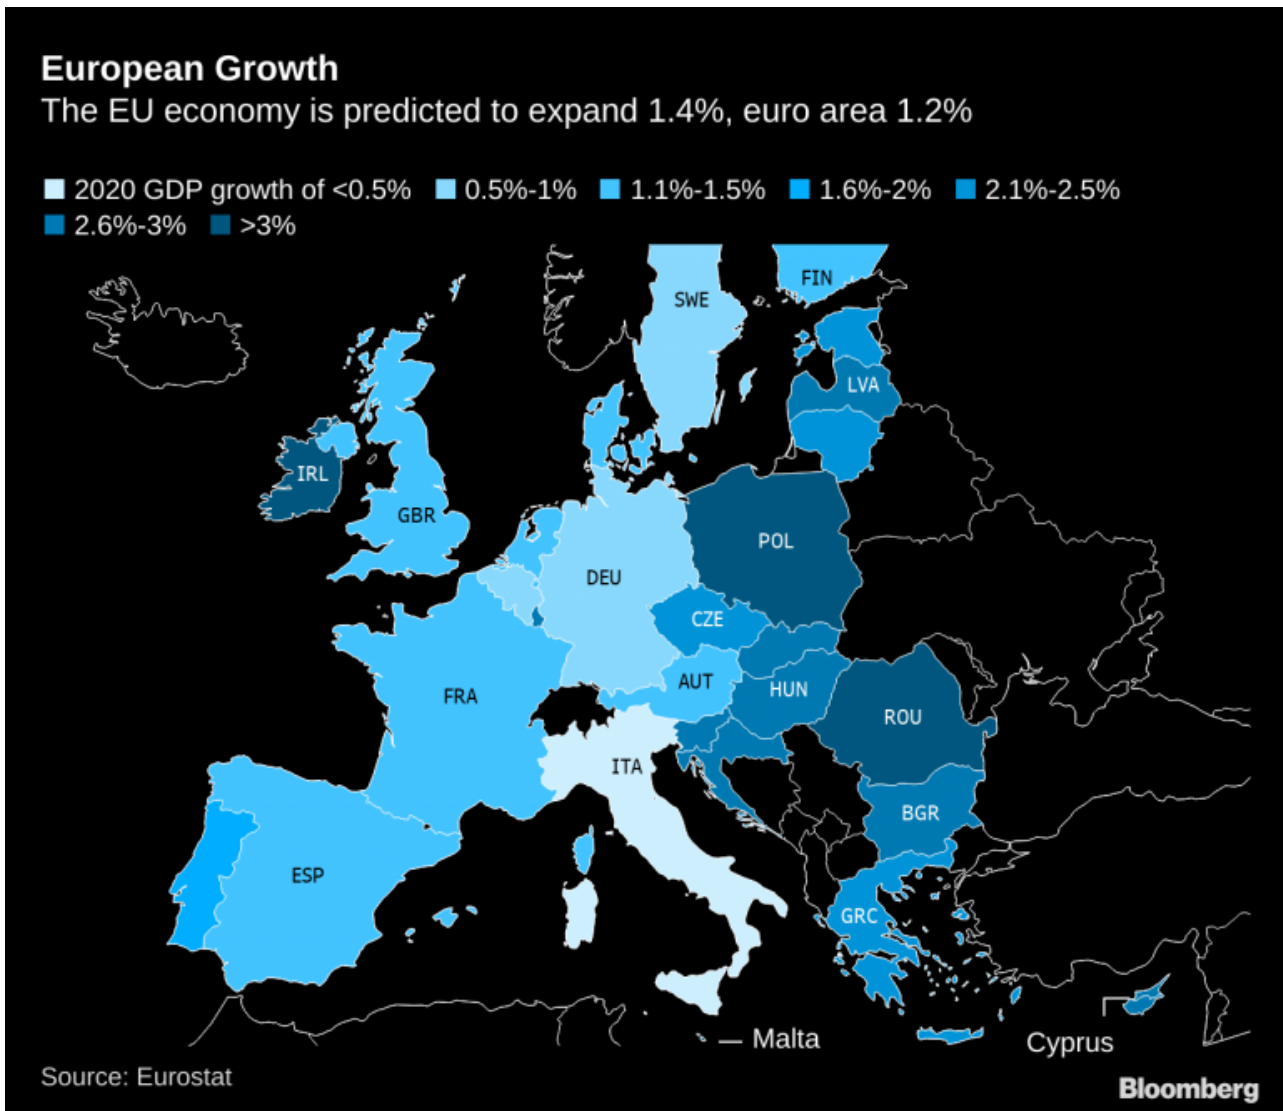 European Growth
The EU economy is predicted to expand 1.4%, euro area 1.2%
2020 GDP growth of <0.5% 0.5%-1% 1.1%-1.5% 1.6%-2% 2.1%-2.5%
2.6%-3% >3%
FIN
SWE
LVA
IRL
GBR
POL
DEU
CZE
AUT
HUN
FRA
ROU
ITA
BGR
ESP
GRC
Malta
Cyprus
Source: Eurostat
Bloomberg